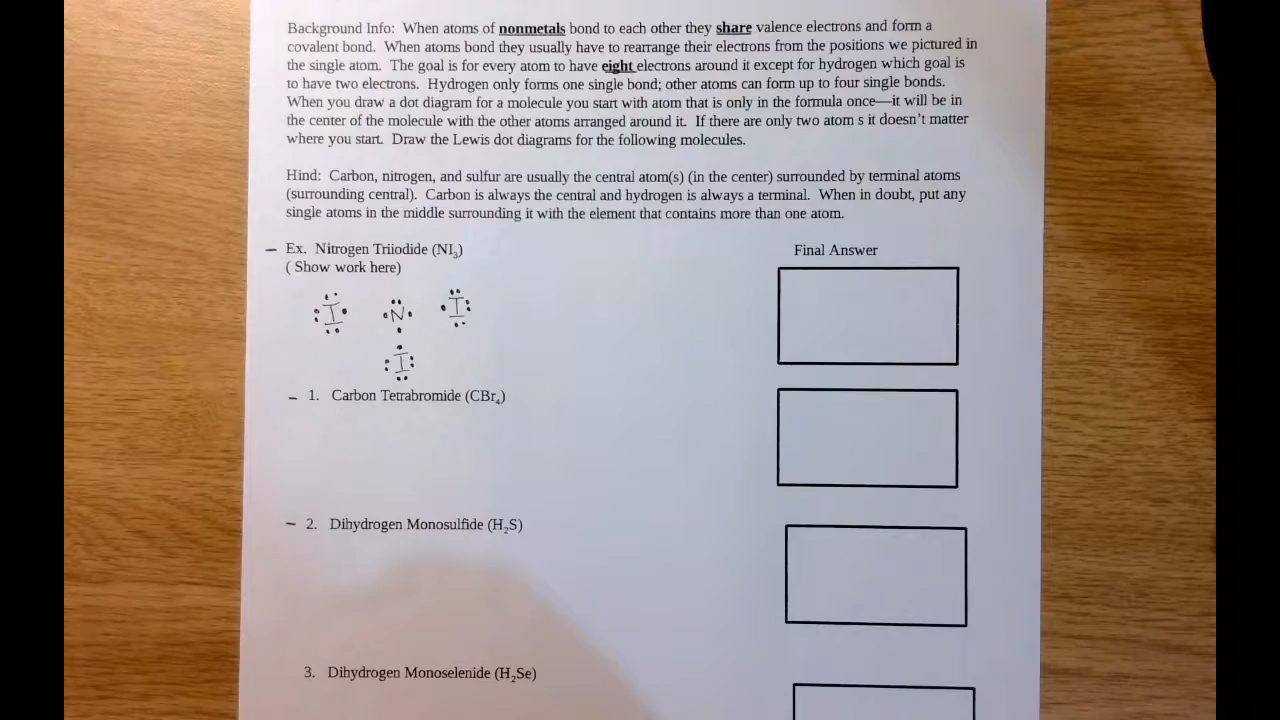 Background Info: When atoms of nonmetals bond to each other they share valence electrons and form a
covalent bond. When atoms bond they usually have to rearrange their electrons from the positions we pictured in
the single atom. The goal is for every atom to have eight electrons around it except for hydrogen which goal is
to have two electrons. Hydrogen only forms one single bond; other atoms can form up to four single bonds.
When you draw a dot diagram for a molecule you start with atom that is only in the formula once—it will be in
the center of the molecule with the other atoms arranged around it. If there are only two atom s it doesn't matter
where you start. Draw the Lewis dot diagrams for the following molecules.
Hind: Carbon, nitrogen, and sulfur are usually the central atom(s) (in the center) surrounded by terminal atoms
(surrounding central). Carbon is always the central and hydrogen is always a terminal. When in doubt, put any
single atoms in the middle surrounding it with the element that contains more than one atom.
– Ex. Nitrogen Triiodide (NI₃)
Final Answer
( Show work here)
I N I
I
– 1. Carbon Tetrabromide (CBr₄)
– 2. Dihydrogen Monosulfide (H₂S)
3. Dihydrogen Monoselenide (H₂Se)